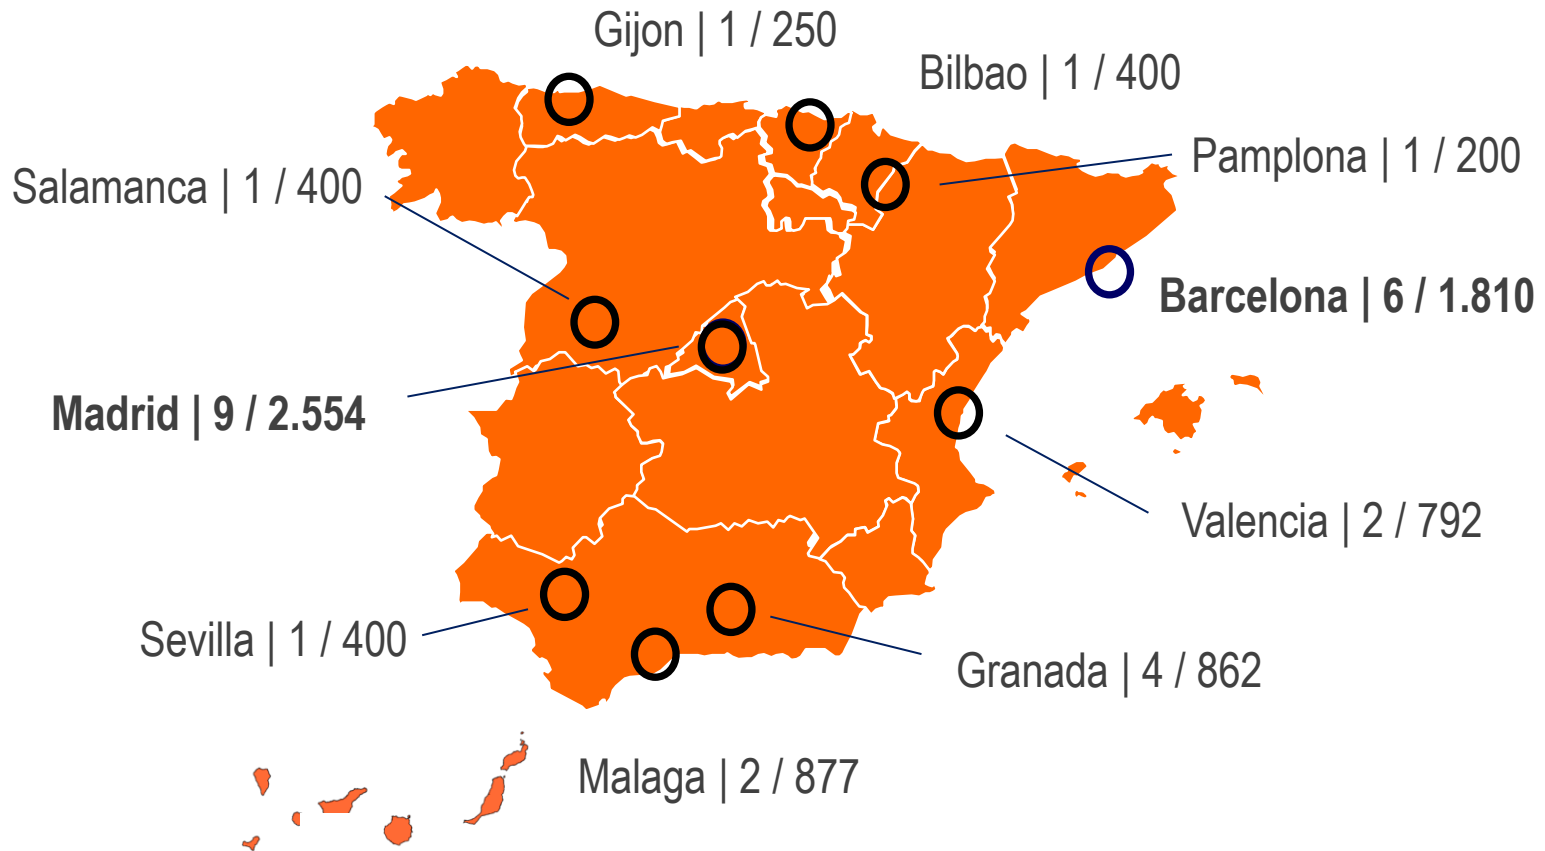 Gijon | 1 / 250
Bilbao | 1 / 400
Pamplona | 1 / 200
Salamanca | 1 / 400
Barcelona | 6 / 1.810
Madrid | 9 / 2.554
Valencia | 2 / 792
Sevilla | 1 / 400
Granada | 4 / 862
Malaga | 2 / 877